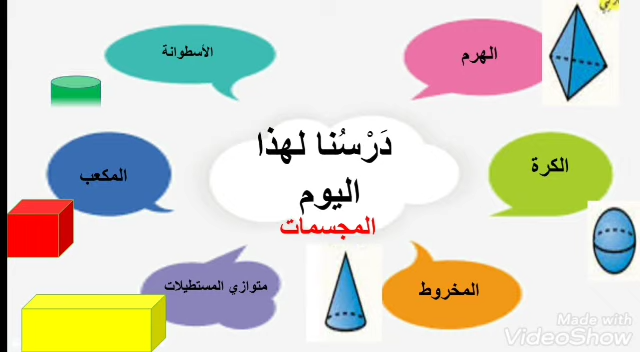 الهرم
الأسطوانة
دَرْسُنا لهذا
اليوم
المجسمات
الكرة
المكعب
المخروط
متوازي المستطيلات
Made with
VideoShow